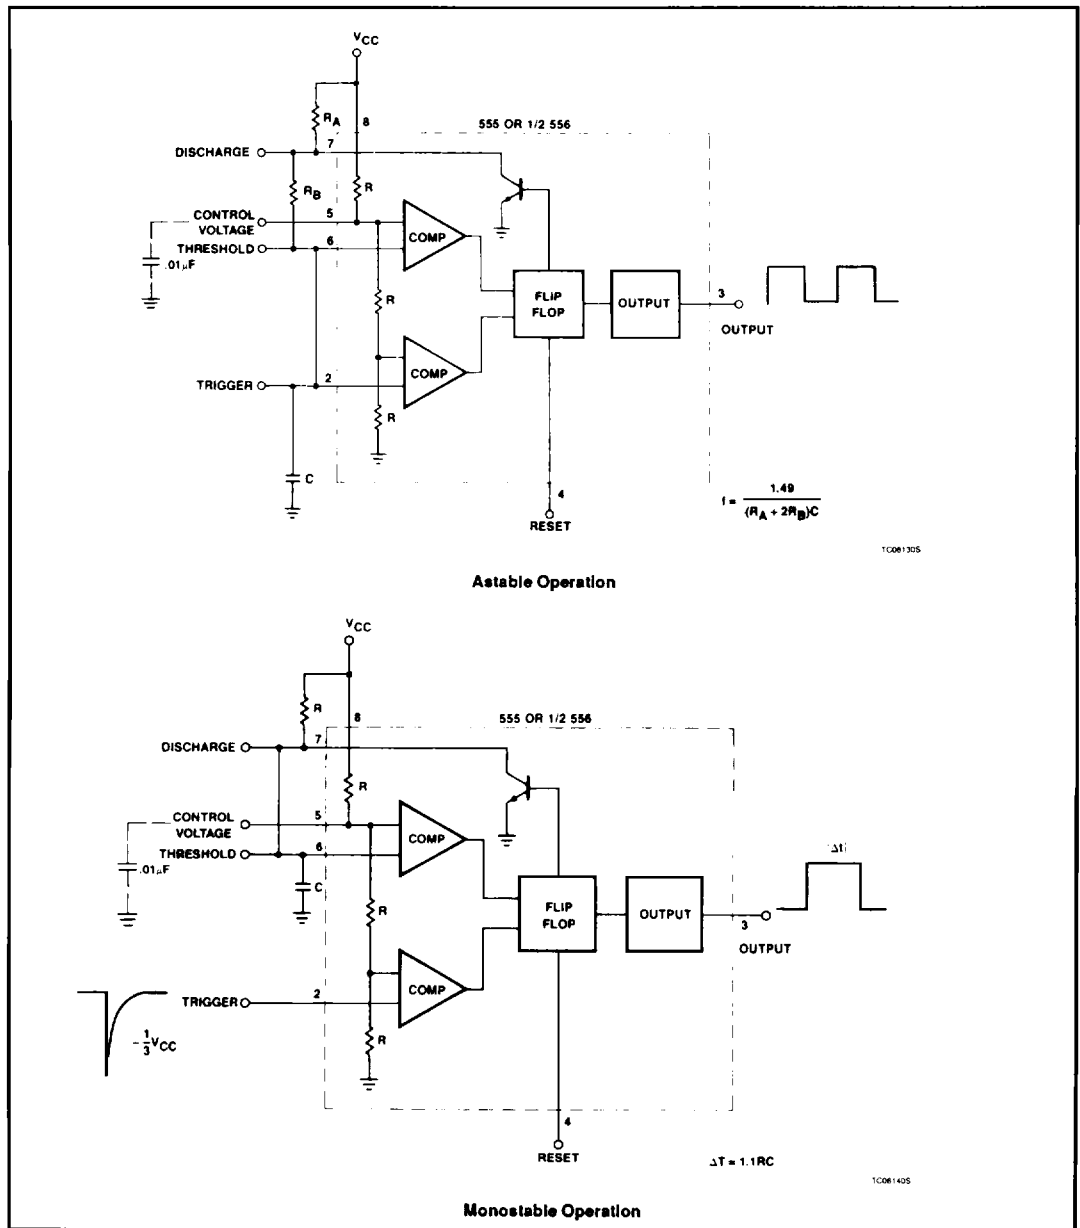 VCC
RA
8
555 OR 1/2 556
DISCHARGE
7
RB
R
CONTROL
VOLTAGE
5
COMP
THRESHOLD
6
.01µF
R
FLIP
FLOP
OUTPUT
3
OUTPUT
COMP
TRIGGER
2
R
C
4
RESET
f = 1.49
(RA + 2RB)C
TC08130S
Astable Operation
VCC
R
8
555 OR 1/2 556
DISCHARGE
7
R
CONTROL
VOLTAGE
5
COMP
THRESHOLD
6
.01µF
C
|Δt|
R
FLIP
FLOP
OUTPUT
3
OUTPUT
COMP
TRIGGER
2
- 1/3 VCC
R
4
RESET
ΔT = 1.1RC
TC08140S
Monostable Operation